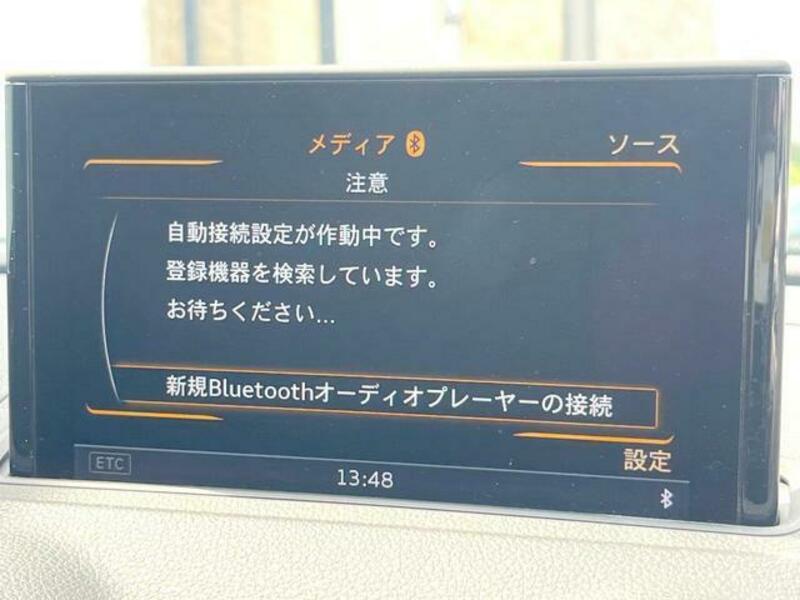 メディア
ソース
注意
自動接続設定が作動中です。
登録機器を検索しています。
お待ちください...
新規Bluetoothオーディオプレーヤーの接続
設定
ETC
13:48